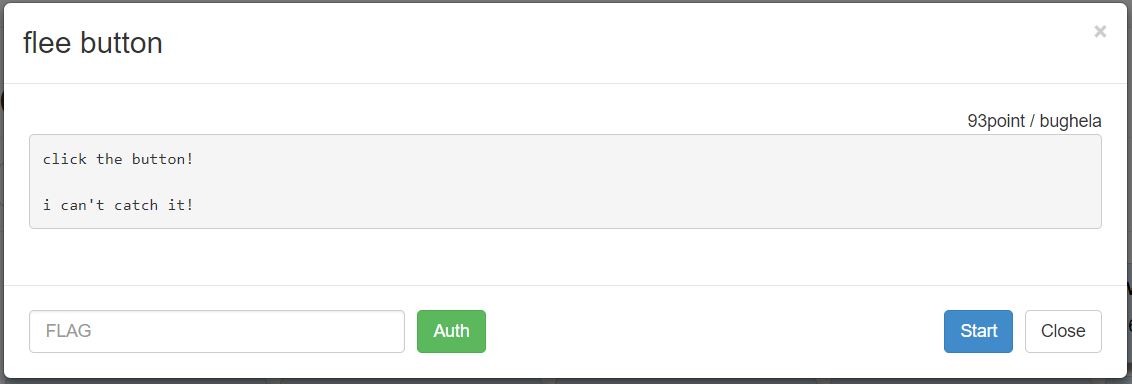 flee button
×
93point / bughela
click the button!
i can't catch it!
FLAG
Auth
Start
Close